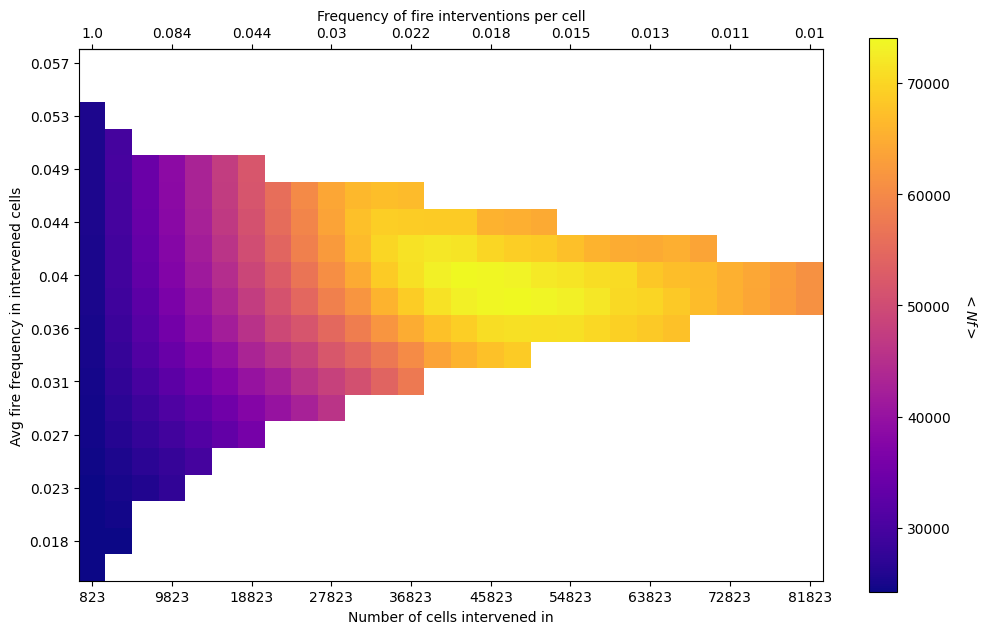 Frequency of fire interventions per cell
1.0 0.084 0.044 0.03 0.022 0.018 0.015 0.013 0.011 0.01
Avg fire frequency in intervened cells
0.057
0.053
0.049
0.044
0.04
0.036
0.031
0.027
0.023
0.018
823 9823 18823 27823 36823 45823 54823 63823 72823 81823
Number of cells intervened in
70000
60000
50000
40000
30000
< Nf >